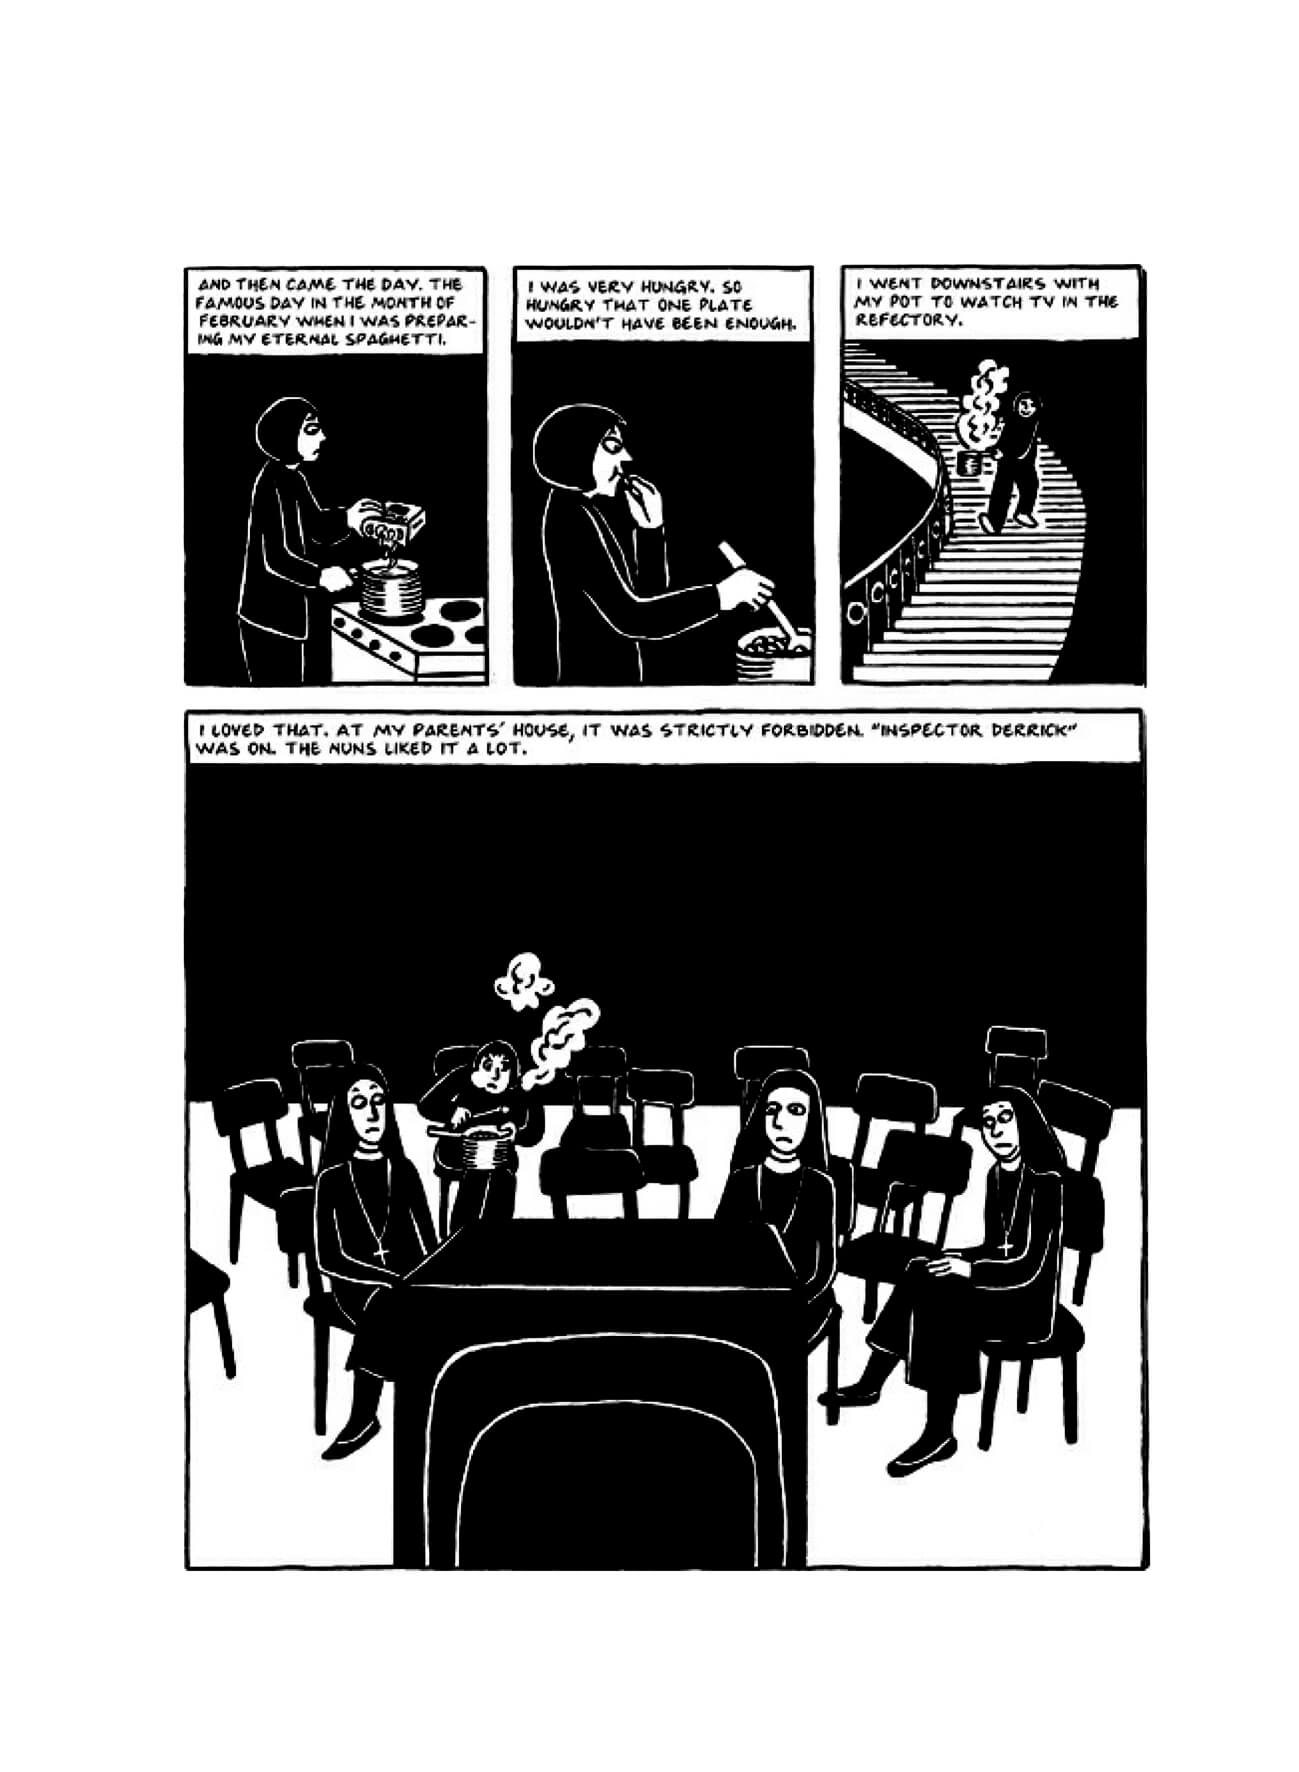 AND THEN CAME THE DAY. THE
FAMOUS DAY IN THE MONTH OF
FEBRUARY WHEN I WAS PREPAR-
ING MY ETERNAL SPAGHETTI.
I WAS VERY HUNGRY. SO
HUNGRY THAT ONE PLATE
WOULDN'T HAVE BEEN ENOUGH.
I WENT DOWNSTAIRS WITH
MY POT TO WATCH TV IN THE
REFECTORY.
I LOVED THAT. AT MY PARENTS' HOUSE, IT WAS STRICTLY FORBIDDEN. "INSPECTOR DERRICK"
WAS ON. THE NUNS LIKED IT A LOT.